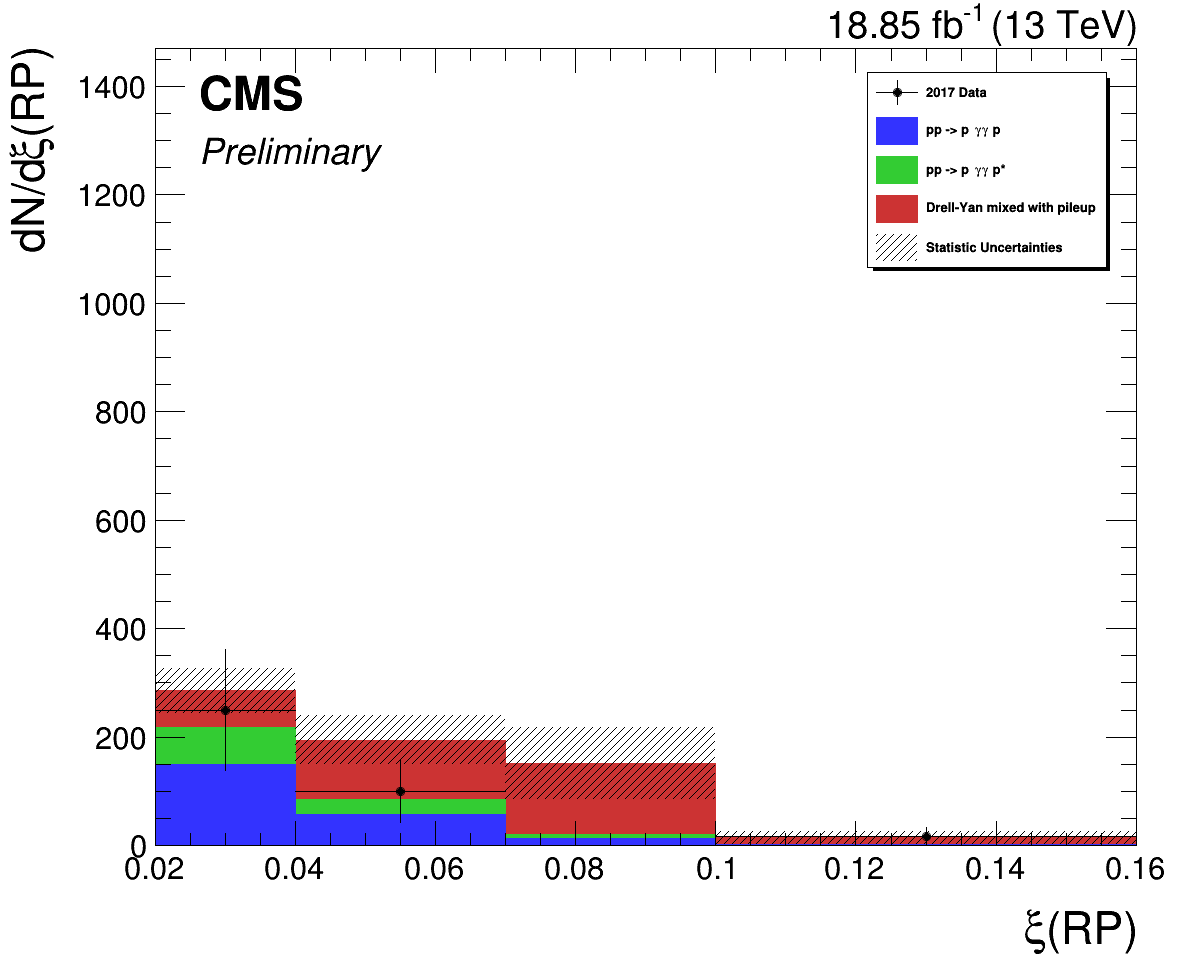 18.85 fb⁻¹ (13 TeV)
dN/dξ(RP)
CMS
Preliminary
2017 Data
pp -> p γγ p
pp -> p γγ p*
Drell-Yan mixed with pileup
Statistic Uncertainties
1400
1200
1000
800
600
400
200
0
0.02 0.04 0.06 0.08 0.1 0.12 0.14 0.16
ξ(RP)